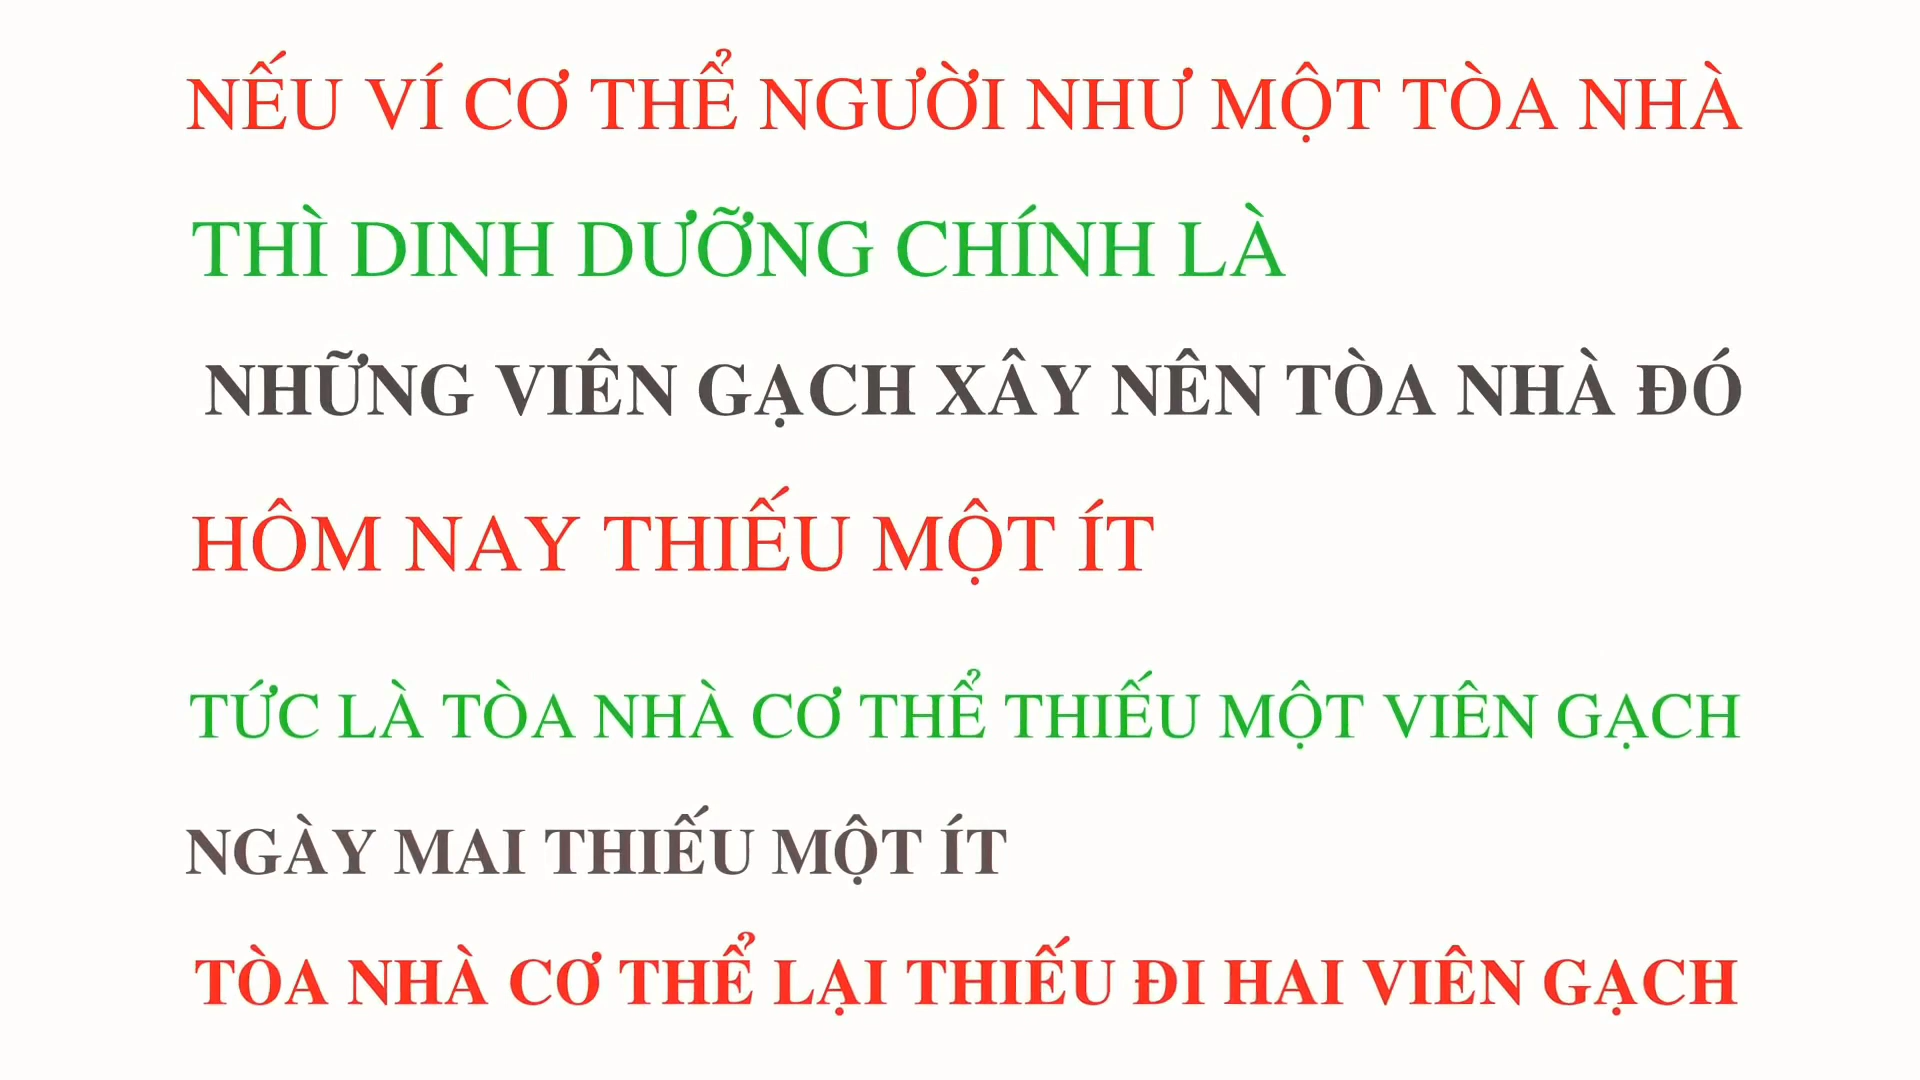 NẾU VÍ CƠ THỂ NGƯỜI NHƯ MỘT TÒA NHÀ
THÌ DINH DƯỠNG CHÍNH LÀ
NHỮNG VIÊN GẠCH XÂY NÊN TÒA NHÀ ĐÓ
HÔM NAY THIẾU MỘT ÍT
TỨC LÀ TÒA NHÀ CƠ THỂ THIẾU MỘT VIÊN GẠCH
NGÀY MAI THIẾU MỘT ÍT
TÒA NHÀ CƠ THỂ LẠI THIẾU ĐI HAI VIÊN GẠCH